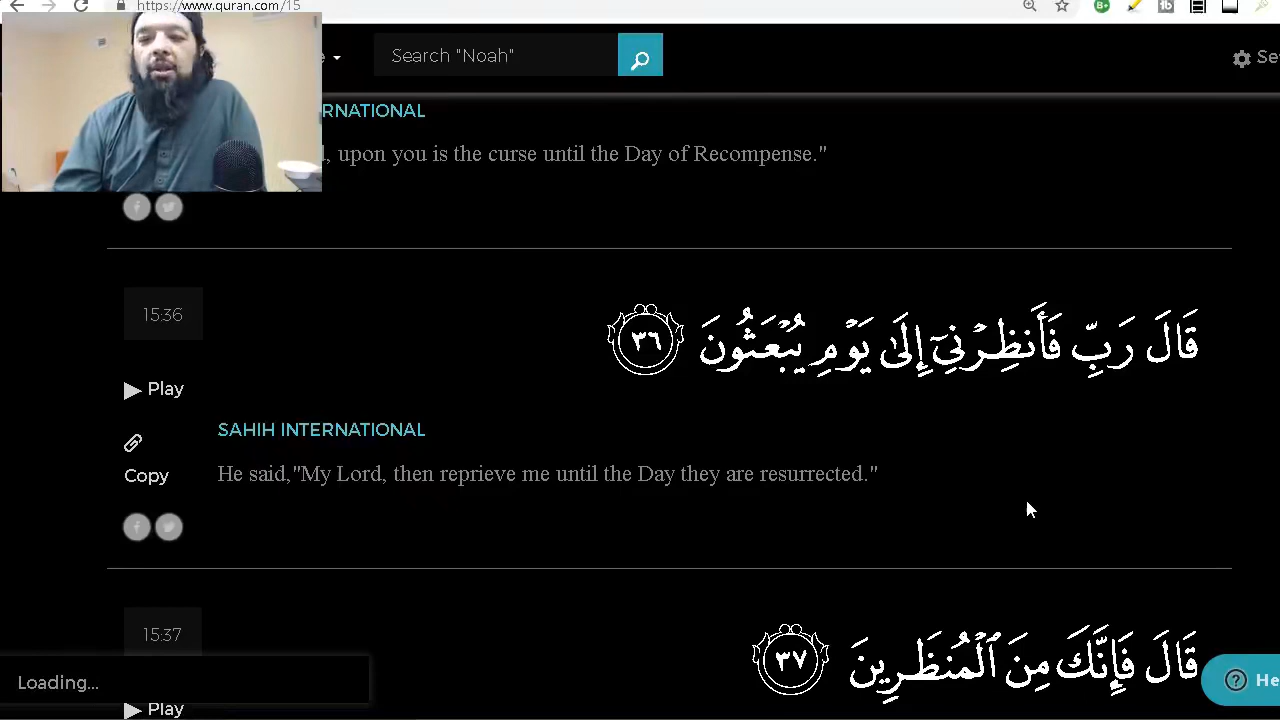 https://www.quran.com/15
Search "Noah"
RNATIONAL
, upon you is the curse until the Day of Recompense."
15:36
قَالَ رَبِّ فَأَنظِرْنِىٓ إِلَىٰ يَوْمِ يُبْعَثُونَ ٣٦
Play
SAHIH INTERNATIONAL
Copy
He said,"My Lord, then reprieve me until the Day they are resurrected."
15:37
قَالَ فَإِنَّكَ مِنَ ٱلْمُنظَرِينَ ٣٧
Loading...
Play